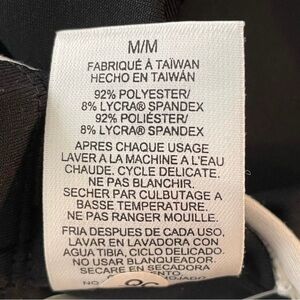 M/M
FABRIQUÉ À TAÏWAN
HECHO EN TAIWÁN
92% POLYESTER/
8% LYCRA® SPANDEX
92% POLIÉSTER/
8% LYCRA® SPANDEX
APRES CHAQUE USAGE
LAVER A LA MACHINE A L'EAU
CHAUDE. CYCLE DELICATE.
NE PAS BLANCHIR.
SECHER PAR CULBUTAGE A
BASSE TEMPERATURE.
NE PAS RANGER MOUILLE.
FRIA DESPUES DE CADA USO,
LAVAR EN LAVADORA CON
AGUA TIBIA, CICLO DELICADO.
NO USAR BLANQUEADOR.
SECARE EN SECADORA
NO